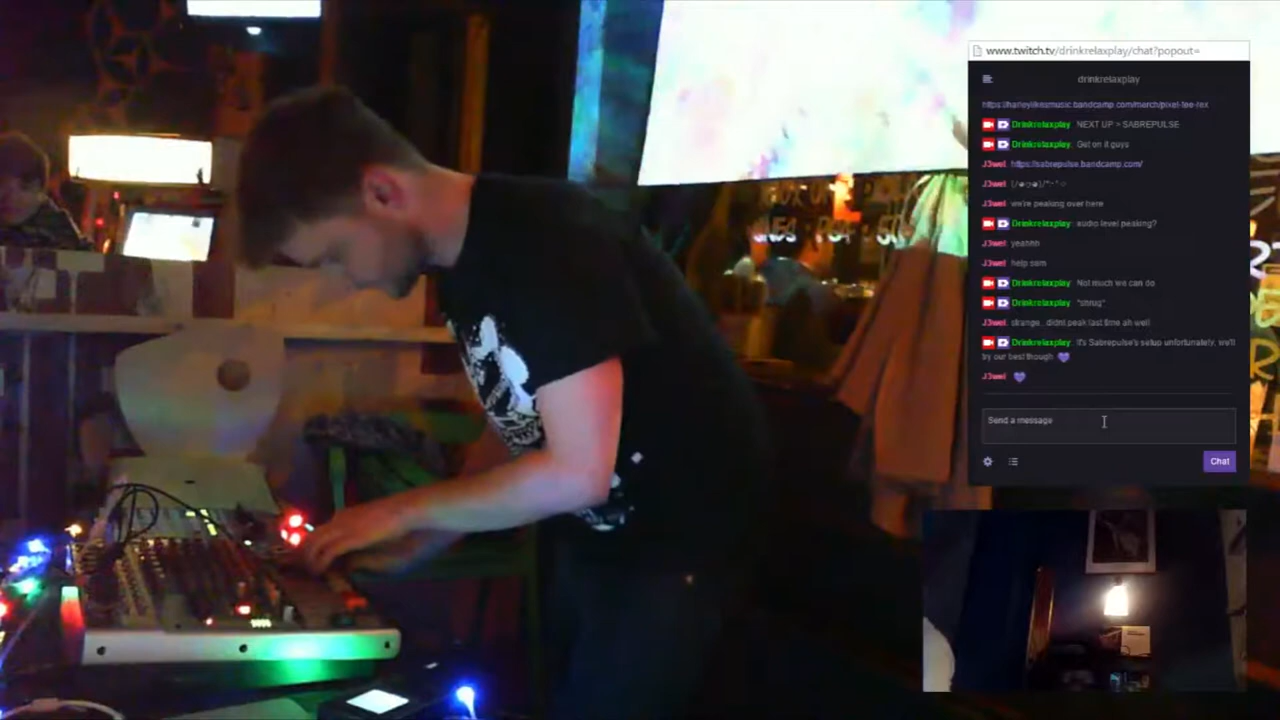 www.twitch.tv/drinkrelaxplay/chat?popout=
drinkrelaxplay
https://harleylikesmusic.bandcamp.com/merch/pixel-tee-rex
Drinkrelaxplay: NEXT UP > SABREPULSE
Drinkrelaxplay: Get on it guys
J3wel: https://sabrepulse.bandcamp.com/
J3wel:
J3wel: we're peaking over here
Drinkrelaxplay: audio level peaking?
J3wel: yeahhh
J3wel: help sam
Drinkrelaxplay: Not much we can do
Drinkrelaxplay: *shrug*
J3wel: strange.. didnt peak last time ah well
Drinkrelaxplay: It's Sabrepulse's setup unfortunately, we'll
try our best though 💜
J3wel: 💜
Send a message
Chat